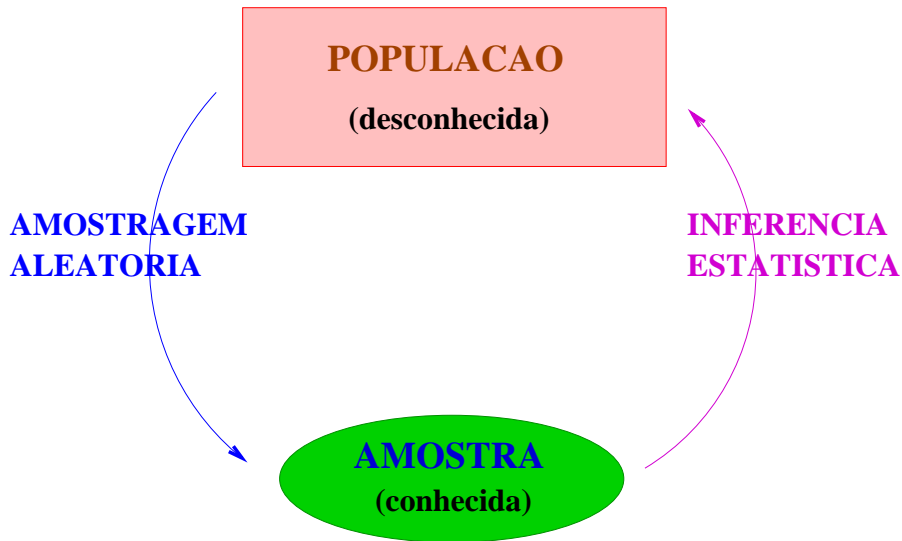 POPULACAO
(desconhecida)
AMOSTRAGEM
ALEATORIA
INFERENCIA
ESTATISTICA
AMOSTRA
(conhecida)